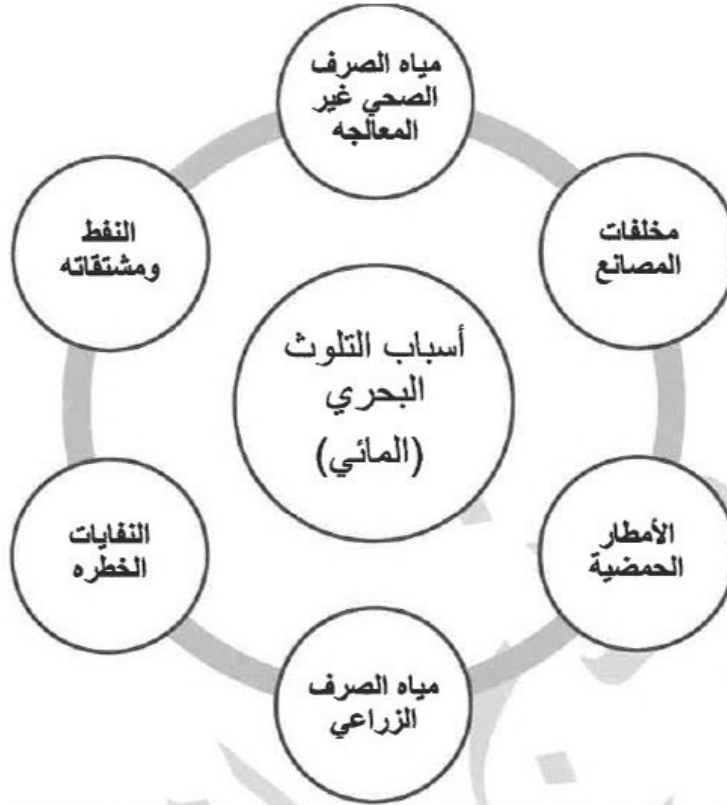 مياه الصرف
الصحي غير
المعالجه
مخلفات
المصانع
الأمطار
الحمضية
مياه الصرف
الزراعي
النفايات
الخطره
النفط
ومشتقاته
أسباب التلوث
البحري
(المائي)